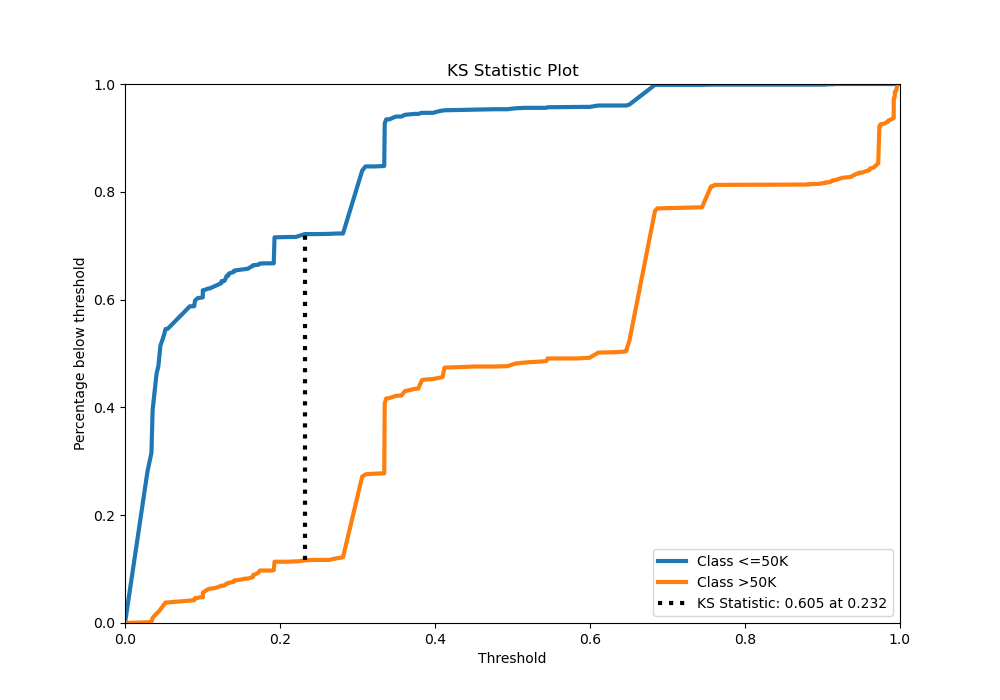 KS Statistic Plot
Percentage below threshold
1.0
0.8
0.6
0.4
0.2
0.0
0.0 0.2 0.4 0.6 0.8 1.0
Threshold
Class <=50K
Class >50K
KS Statistic: 0.605 at 0.232